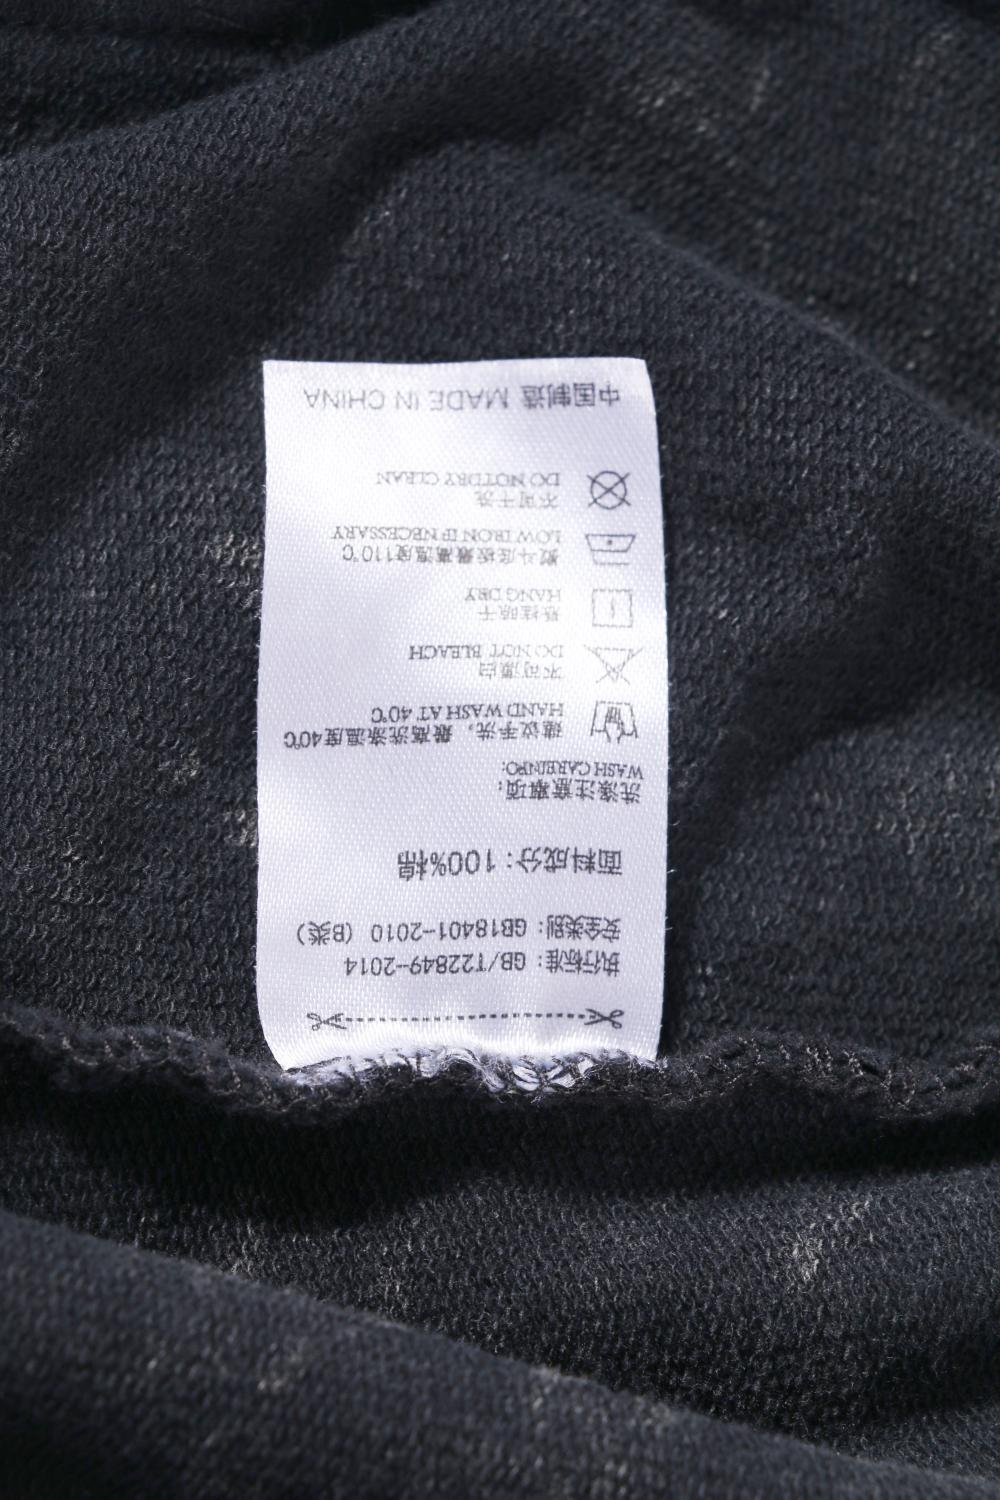 执行标准：GB/T22849-2014
安全类别：GB18401-2010（B类）
面料成分：100%棉
洗涤注意事项：
WASH CAREINFO:
建议手洗，最高洗涤温度40℃
HAND WASH AT 40℃
不可漂白
DO NOT BLEACH
悬挂晾干
HANG DRY
熨斗底板最高温度110℃
LOW IRON IF NECESSARY
不可干洗
DO NOTDRY CLEAN
中国制造 MADE IN CHINA